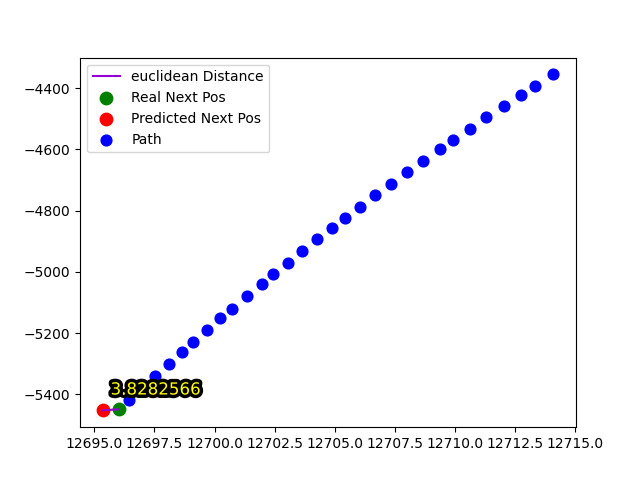 euclidean Distance
Real Next Pos
Predicted Next Pos
Path
−4400
−4600
−4800
−5000
−5200
−5400
3.8282566
12695.0 12697.5 12700.0 12702.5 12705.0 12707.5 12710.0 12712.5 12715.0